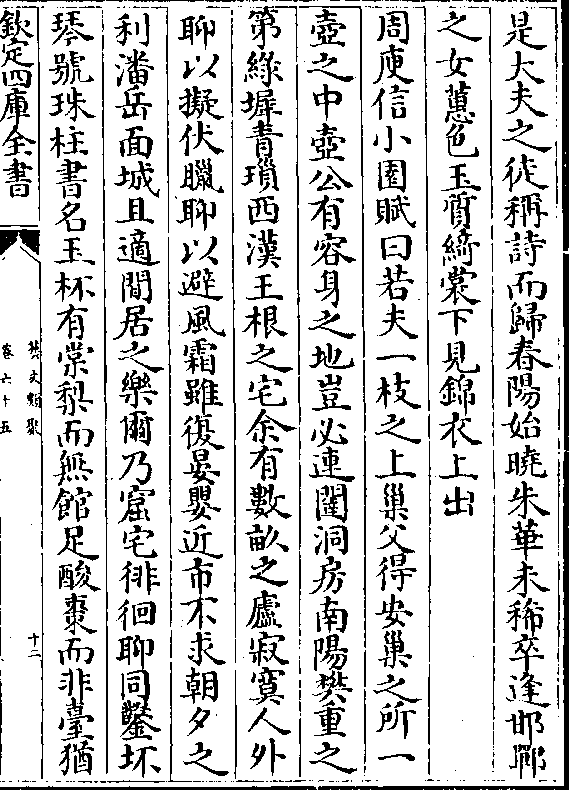 是大夫之徒稱詩而歸春陽始曉朱華未稀卒逢邯鄲
之女蕙色玉質綺裳下見錦衣上出
周庾信小園賦曰若夫一枝之上巢父得安巢之所一
壺之中壺公有容身之地豈必連闥洞房南陽樊重之
第綠墀青瑣西漢王根之宅余有數畝之廬寂寞人外
聊以擬伏臘聊以避風霜雖復晏嬰近市不求朝夕之
利潘岳面城且適閒居之樂爾乃窟宅徘徊聊同鑿坏
琴號珠柱書名玉杯有棠梨而無館足酸棗而非臺猶
欽定四庫全書
藝文類聚
卷六十五
十二